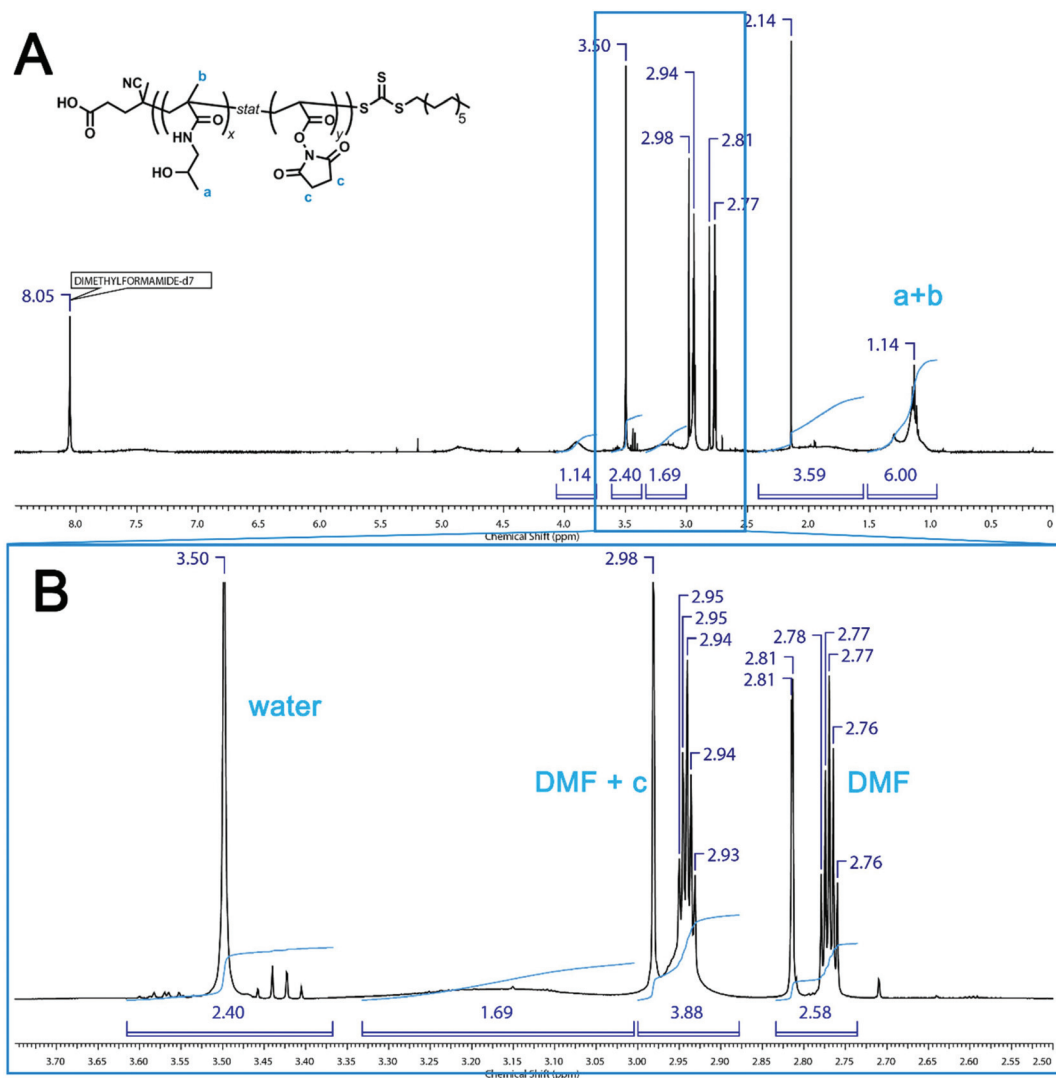 A
3.50
2.14
2.94
2.98
2.81
2.77
NC
b
HO
O
stat
S
S
S
5
x
y
HN
O
O
O
N
O
O
HO
a
c
c
DIMETHYLFORMAMIDE-d7
8.05
a+b
1.14
1.14
2.40
1.69
3.59
6.00
8.0 7.5 7.0 6.5 6.0 5.5 5.0 4.5 4.0 3.5 3.0 2.5 2.0 1.5 1.0 0.5 0
Chemical Shift (ppm)
B
3.50
2.98
2.95
2.95
2.94
2.78
2.77
2.77
2.81
2.81
water
2.94
2.76
DMF + c
DMF
2.93
2.76
2.40
1.69
3.88
2.58
3.70 3.65 3.60 3.55 3.50 3.45 3.40 3.35 3.30 3.25 3.20 3.15 3.10 3.05 3.00 2.95 2.90 2.85 2.80 2.75 2.70 2.65 2.60 2.55 2.50
Chemical Shift (ppm)